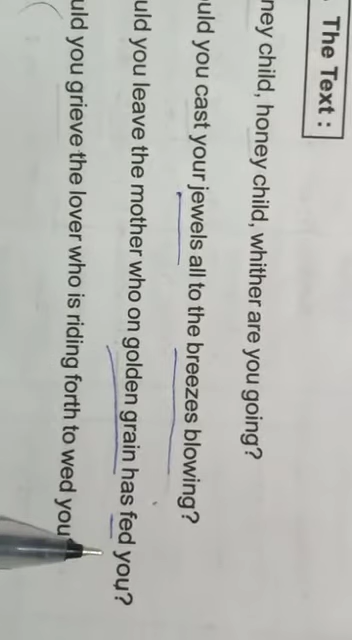 The Text :
ney child, honey child, whither are you going?
uld you cast your jewels all to the breezes blowing?
uld you leave the mother who on golden grain has fed you?
uld you grieve the lover who is riding forth to wed you